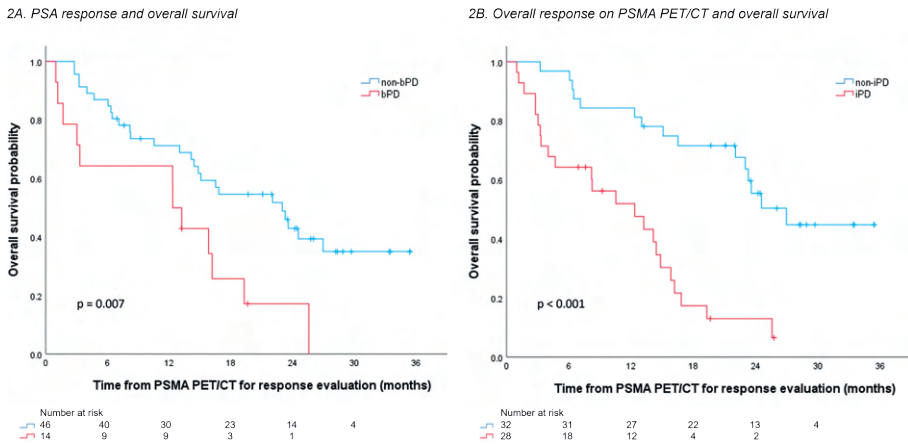 2A. PSA response and overall survival
1.0
0.8
0.6
0.4
0.2
0.0
Overall survival probability
non-bPD
bPD
p = 0.007
0 6 12 18 24 30 36
Time from PSMA PET/CT for response evaluation (months)
Number at risk
46 40 30 23 14 4
14 9 9 3 1
2B. Overall response on PSMA PET/CT and overall survival
1.0
0.8
0.6
0.4
0.2
0.0
Overall survival probability
non-iPD
iPD
p < 0.001
0 6 12 18 24 30 36
Time from PSMA PET/CT for response evaluation (months)
Number at risk
32 31 27 22 13 4
28 18 12 4 2